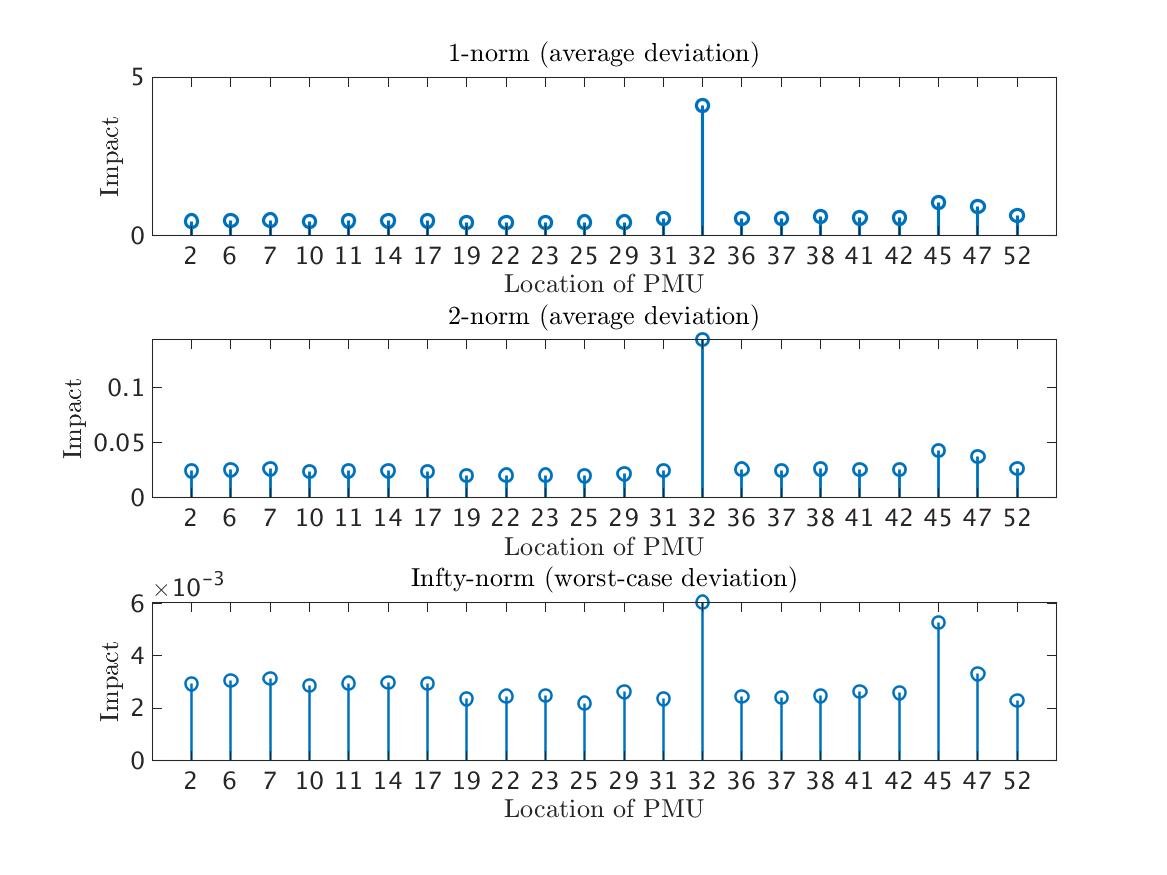 1-norm (average deviation)
5
Impact
0
2 6 7 10 11 14 17 19 22 23 25 29 31 32 36 37 38 41 42 45 47 52
Location of PMU
2-norm (average deviation)
0.1
Impact
0.05
0
2 6 7 10 11 14 17 19 22 23 25 29 31 32 36 37 38 41 42 45 47 52
Location of PMU
Infty-norm (worst-case deviation)
×10⁻³
6
4
Impact
2
0
2 6 7 10 11 14 17 19 22 23 25 29 31 32 36 37 38 41 42 45 47 52
Location of PMU